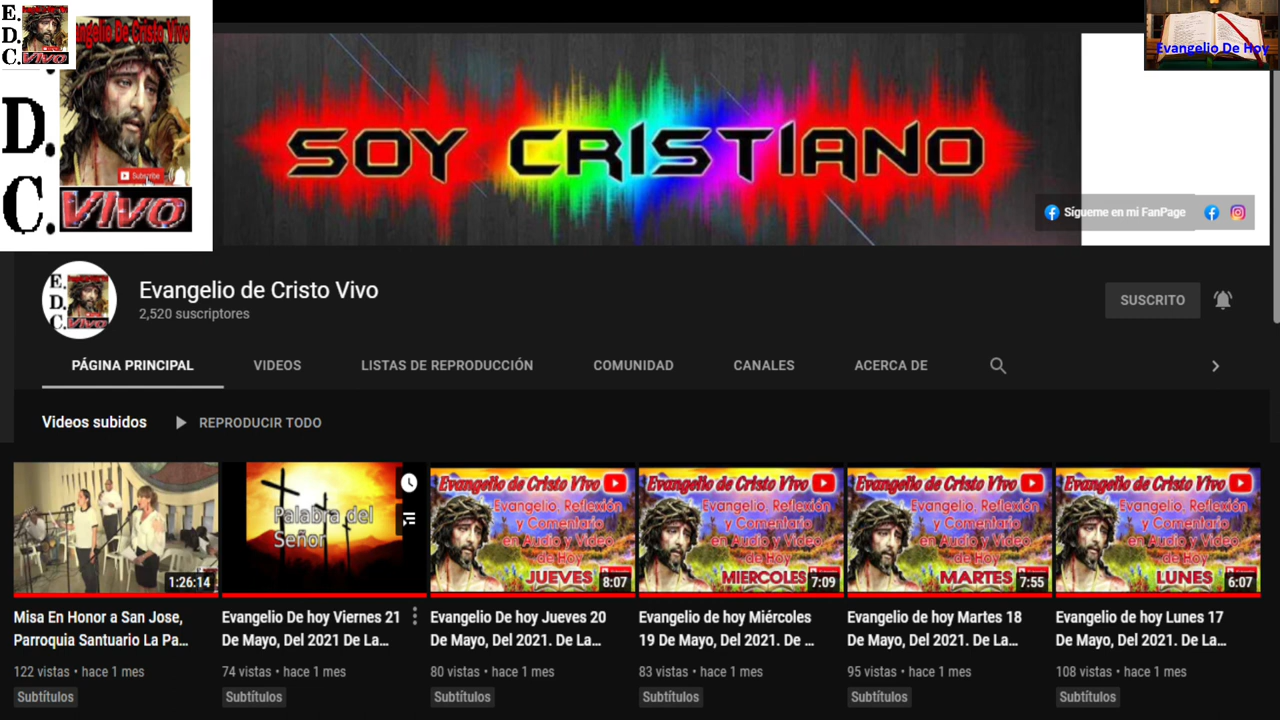 E.
D.
C.
Vivo
Evangelio De Cristo Vivo
D.
C.
Subscribe
Vivo
Evangelio De Hoy
SOY CRISTIANO
Sígueme en mi FanPage
E.
D.
C.
Vivo
Evangelio de Cristo Vivo
2,520 suscriptores
SUSCRITO
PÁGINA PRINCIPAL
VIDEOS
LISTAS DE REPRODUCCIÓN
COMUNIDAD
CANALES
ACERCA DE
Videos subidos
REPRODUCIR TODO
1:26:14
Misa En Honor a San Jose,
Parroquia Santuario La Pa...
122 vistas • hace 1 mes
Subtítulos
Palabra del
Señor
Evangelio De hoy Viernes 21
De Mayo, Del 2021 De La...
74 vistas • hace 1 mes
Subtítulos
Evangelio de Cristo Vivo
Evangelio, Reflexión
y Comentario
en Audio y Video
de Hoy
JUEVES
8:07
Evangelio De hoy Jueves 20
De Mayo, Del 2021. De La...
80 vistas • hace 1 mes
Subtítulos
Evangelio de Cristo Vivo
Evangelio, Reflexión
y Comentario
en Audio y Video
de Hoy
MIERCOLES
7:09
Evangelio de hoy Miércoles
19 De Mayo, Del 2021. De ...
83 vistas • hace 1 mes
Subtítulos
Evangelio de Cristo Vivo
Evangelio, Reflexión
y Comentario
en Audio y Video
de Hoy
MARTES
7:55
Evangelio de hoy Martes 18
De Mayo, Del 2021. De La...
95 vistas • hace 1 mes
Subtítulos
Evangelio de Cristo Vivo
Evangelio, Reflexión
y Comentario
en Audio y Video
de Hoy
LUNES
6:07
Evangelio de hoy Lunes 17
De Mayo, Del 2021. De La...
108 vistas • hace 1 mes
Subtítulos